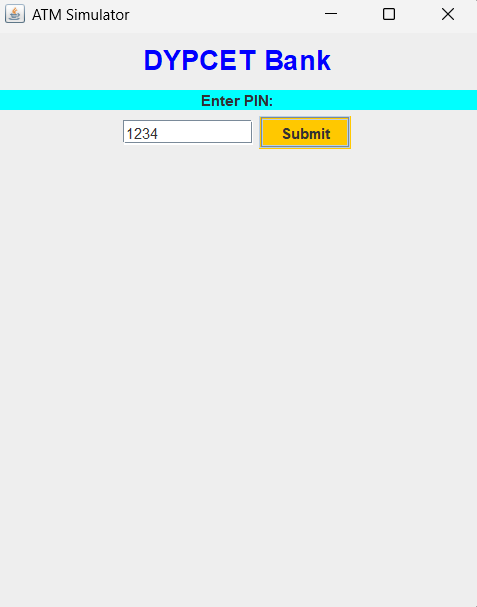 ATM Simulator
DYPCET Bank
Enter PIN:
1234 Submit